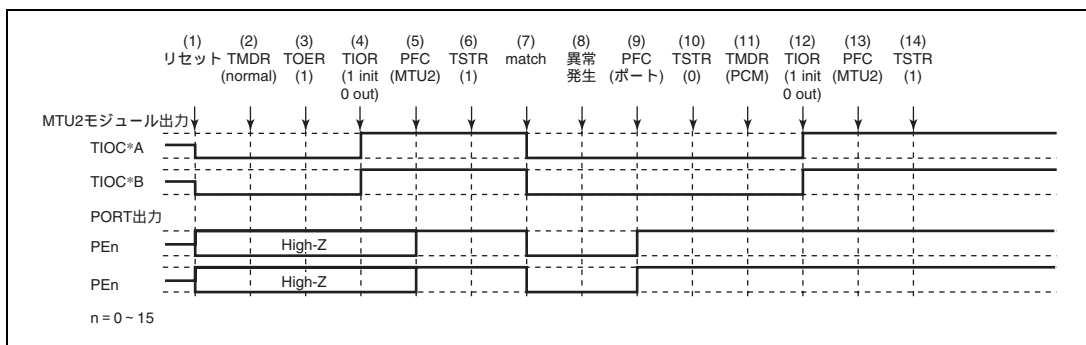 (1) (2) (3) (4) (5) (6) (7) (8) (9) (10) (11) (12) (13) (14)
リセット TMDR TOER TIOR PFC TSTR match 異常 PFC TSTR TMDR TIOR PFC TSTR
(normal) (1) (1 init (MTU2) (1) 発生 (ポート) (0) (PCM) (1 init (MTU2) (1)
0 out) 0 out)
MTU2モジュール出力
TIOC*A
TIOC*B
PORT出力
PEn High-Z
PEn High-Z
n = 0 ~ 15